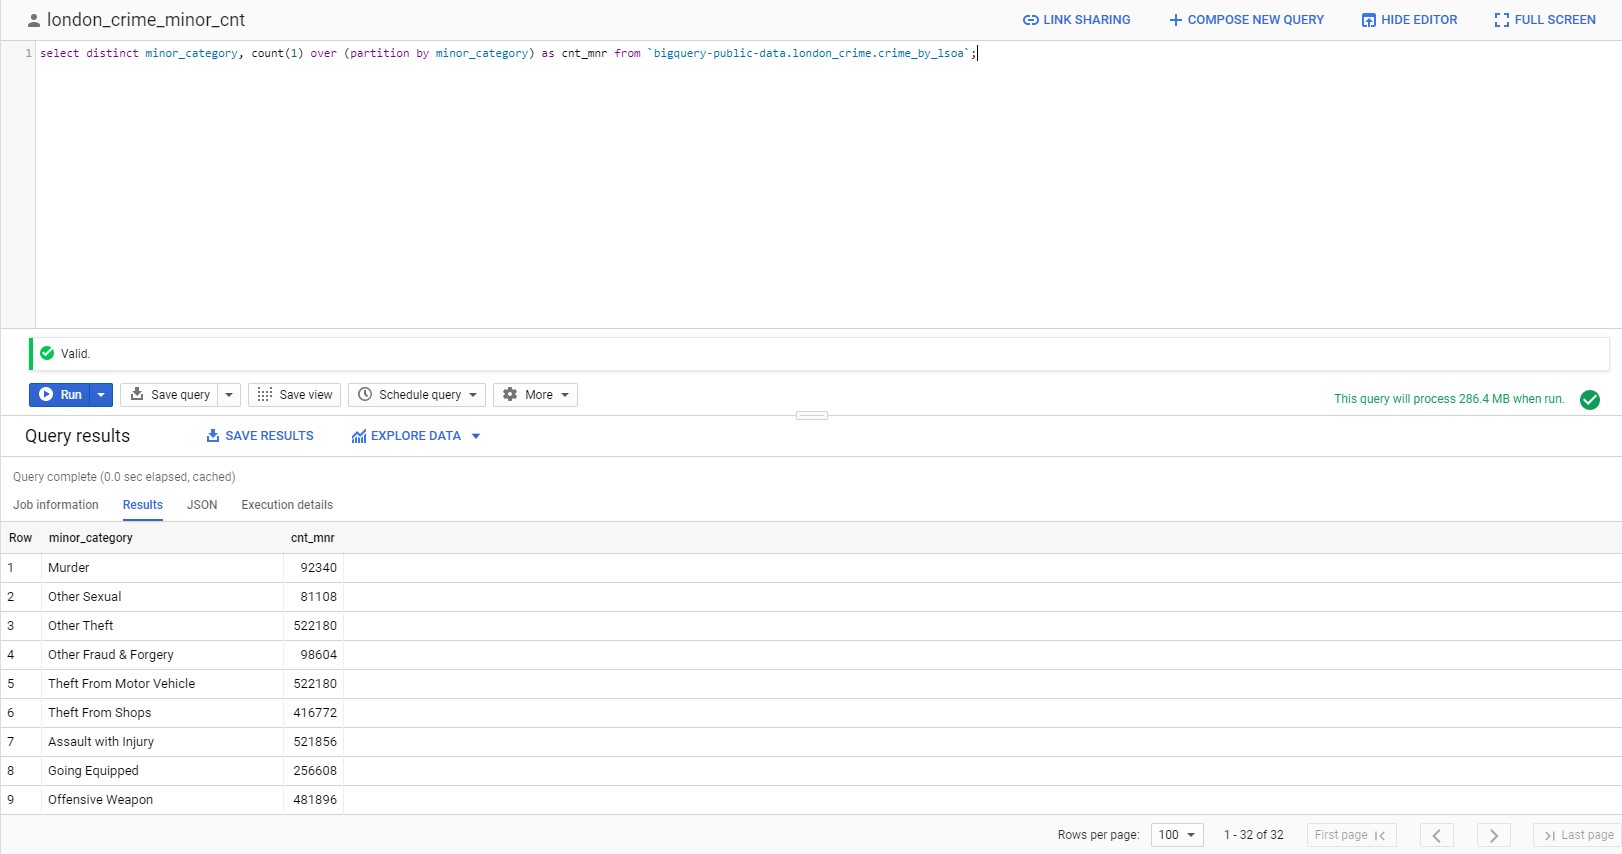 london_crime_minor_cnt
LINK SHARING
COMPOSE NEW QUERY
HIDE EDITOR
FULL SCREEN
1 select distinct minor_category, count(1) over (partition by minor_category) as cnt_mnr from `bigquery-public-data.london_crime.crime_by_lsoa`;
Valid.
Run
Save query
Save view
Schedule query
More
This query will process 286.4 MB when run.
Query results
SAVE RESULTS
EXPLORE DATA
Query complete (0.0 sec elapsed, cached)
Job information Results JSON Execution details
Row minor_category cnt_mnr
1 Murder 92340
2 Other Sexual 81108
3 Other Theft 522180
4 Other Fraud & Forgery 98604
5 Theft From Motor Vehicle 522180
6 Theft From Shops 416772
7 Assault with Injury 521856
8 Going Equipped 256608
9 Offensive Weapon 481896
Rows per page: 100 1 - 32 of 32 First page Last page